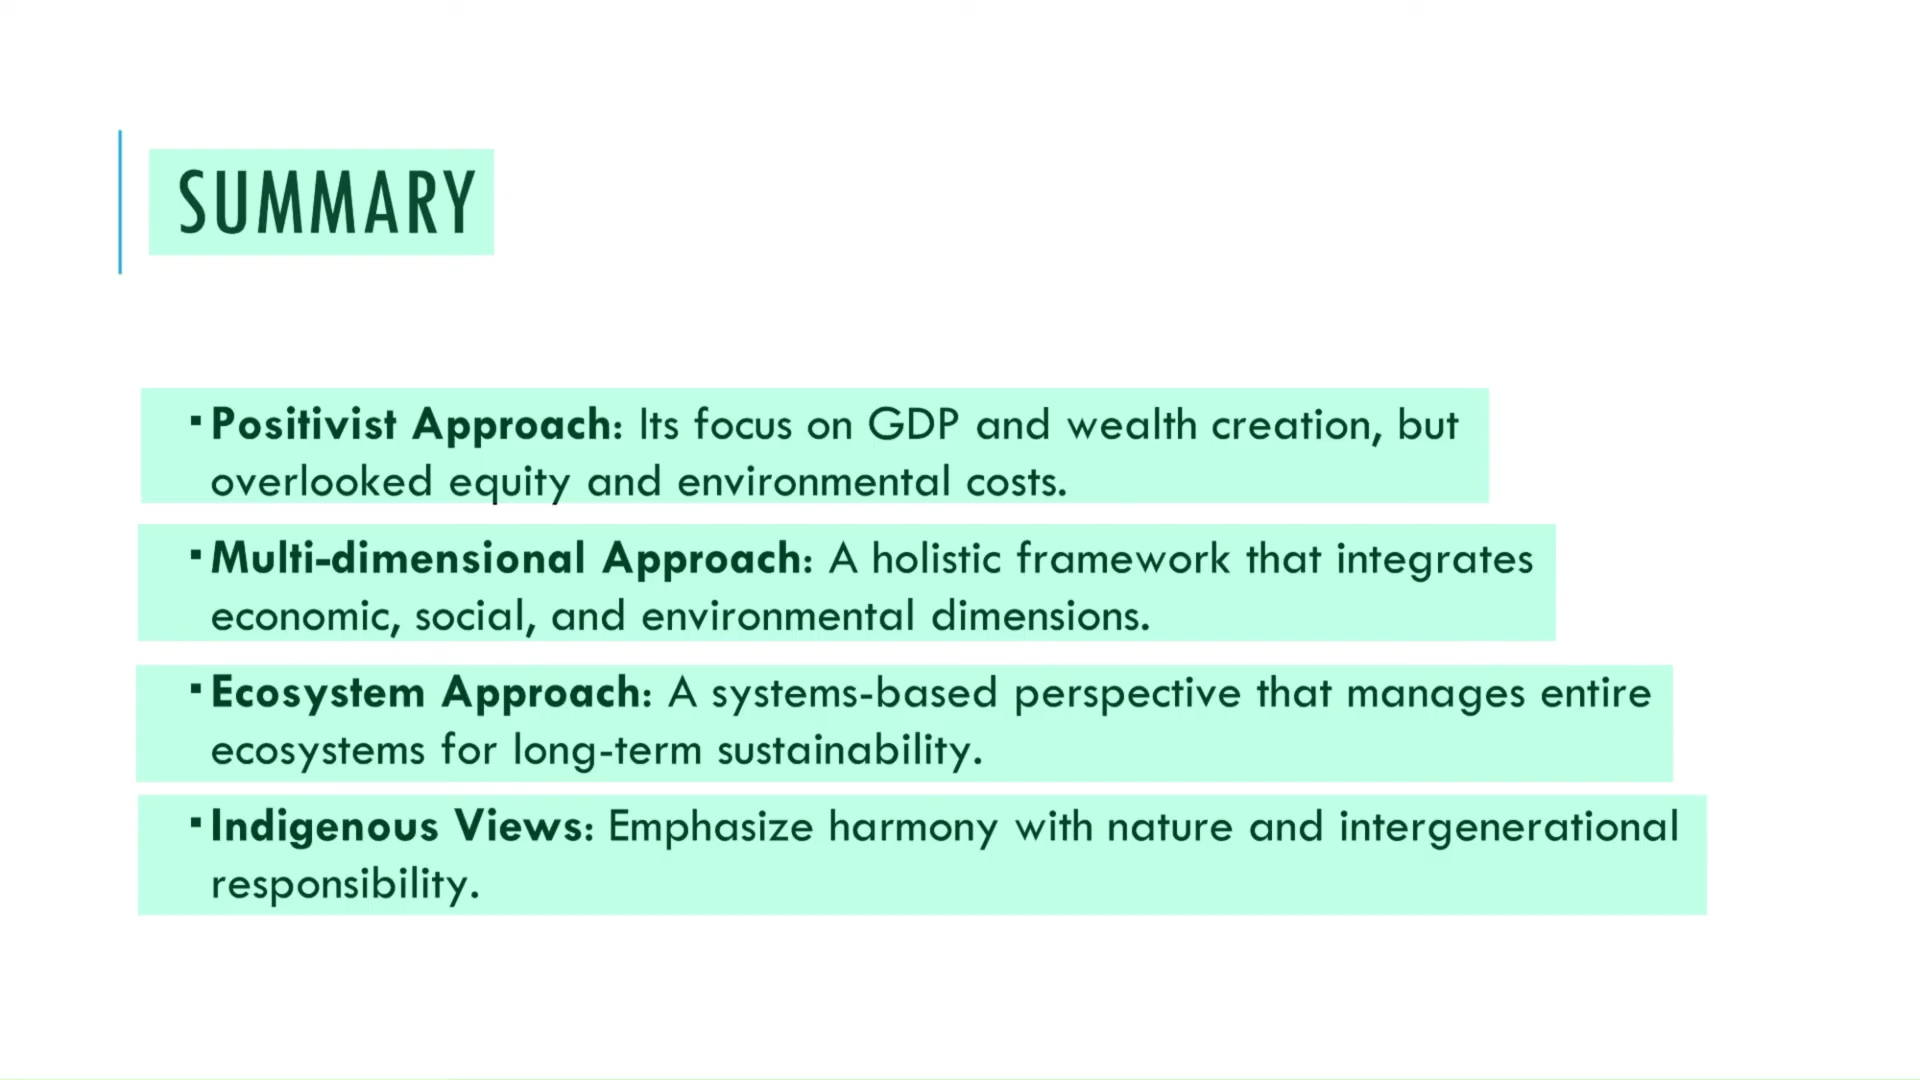 SUMMARY
▪ Positivist Approach: Its focus on GDP and wealth creation, but
overlooked equity and environmental costs.
▪ Multi-dimensional Approach: A holistic framework that integrates
economic, social, and environmental dimensions.
▪ Ecosystem Approach: A systems-based perspective that manages entire
ecosystems for long-term sustainability.
▪ Indigenous Views: Emphasize harmony with nature and intergenerational
responsibility.